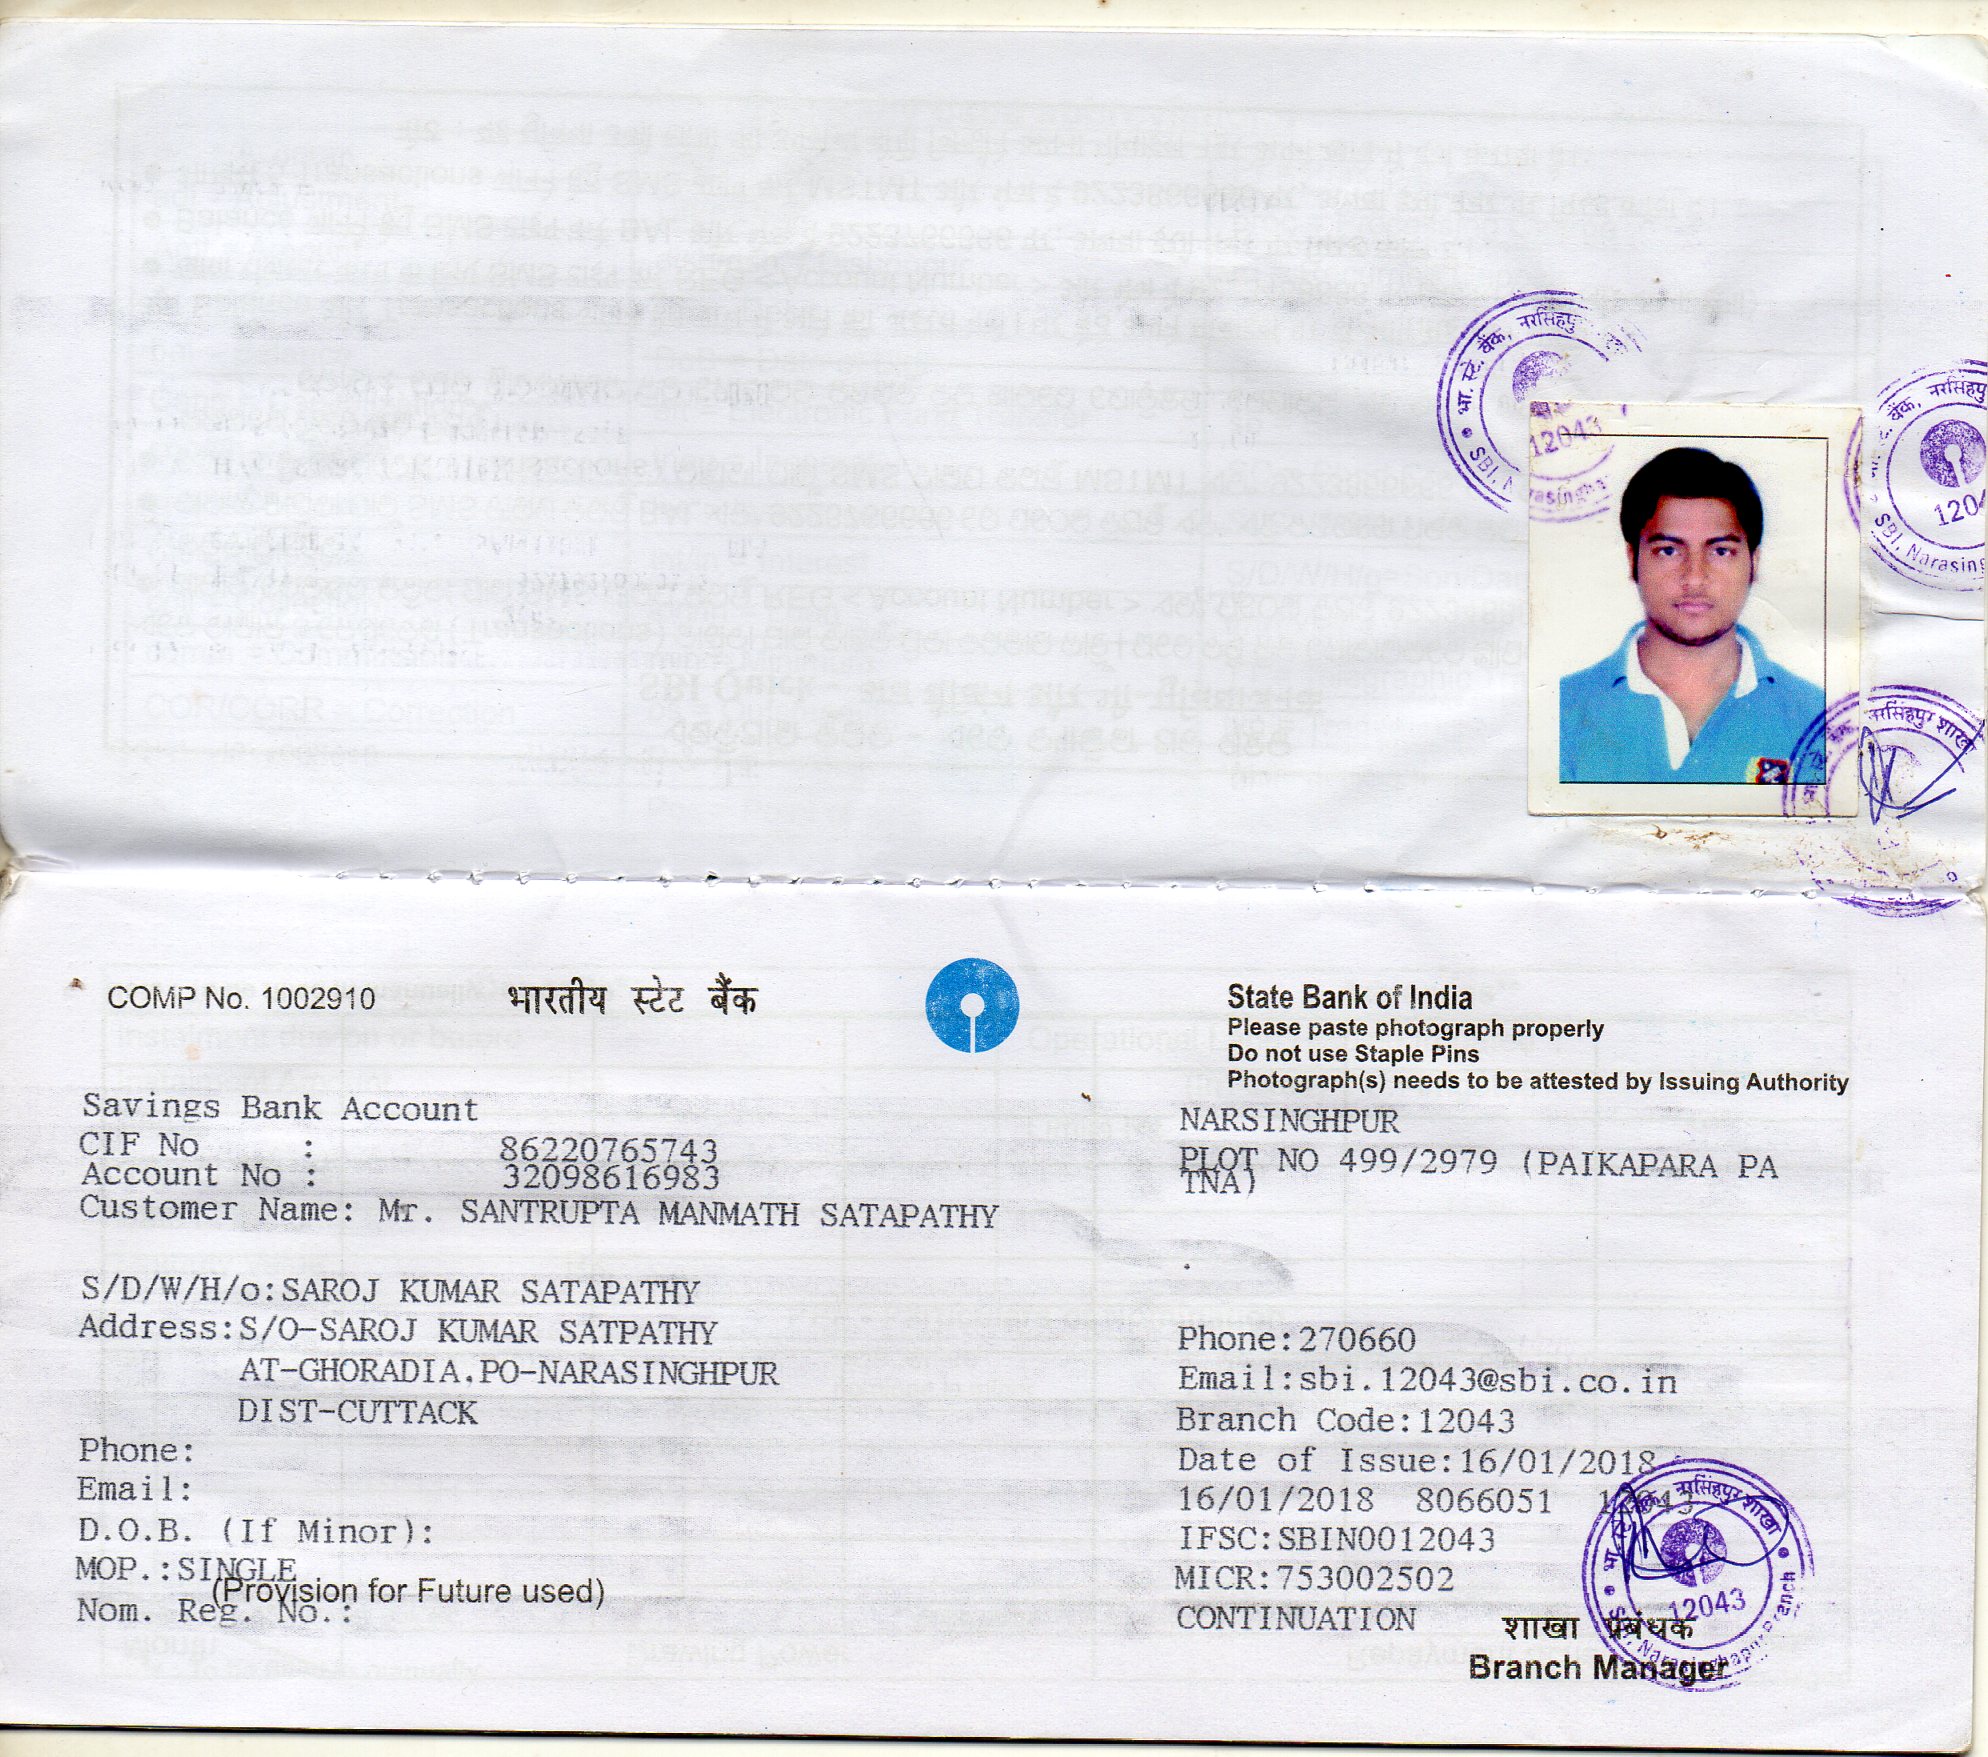 भा. स्टे. बैंक, नरसिंहपु
12043
SBI, Narasingha
बैंक, नरसिंहपु
1204
SBI, Narasing
नरसिंहपुर शाखा
COMP No. 1002910
भारतीय स्टेट बैंक
State Bank of India
Please paste photograph properly
Do not use Staple Pins
Photograph(s) needs to be attested by Issuing Authority
Savings Bank Account
CIF No : 86220765743
Account No : 32098616983
Customer Name: Mr. SANTRUPTA MANMATH SATAPATHY
S/D/W/H/o:SAROJ KUMAR SATAPATHY
Address:S/O-SAROJ KUMAR SATPATHY
AT-GHORADIA,PO-NARASINGHPUR
DIST-CUTTACK
Phone:
Email:
D.O.B. (If Minor):
MOP.:SINGLE
(Provision for Future used)
Nom. Reg. No.:
NARSINGHPUR
PLOT NO 499/2979 (PAIKAPARA PA
TNA)
Phone:270660
Email:sbi.12043@sbi.co.in
Branch Code:12043
Date of Issue:16/01/2018
16/01/2018 8066051 12043
IFSC:SBIN0012043
MICR:753002502
CONTINUATION
शाखा प्रबंधक
Branch Manager
नरसिंहपुर शाखा
12043
SBI, Narasinghapur Branch